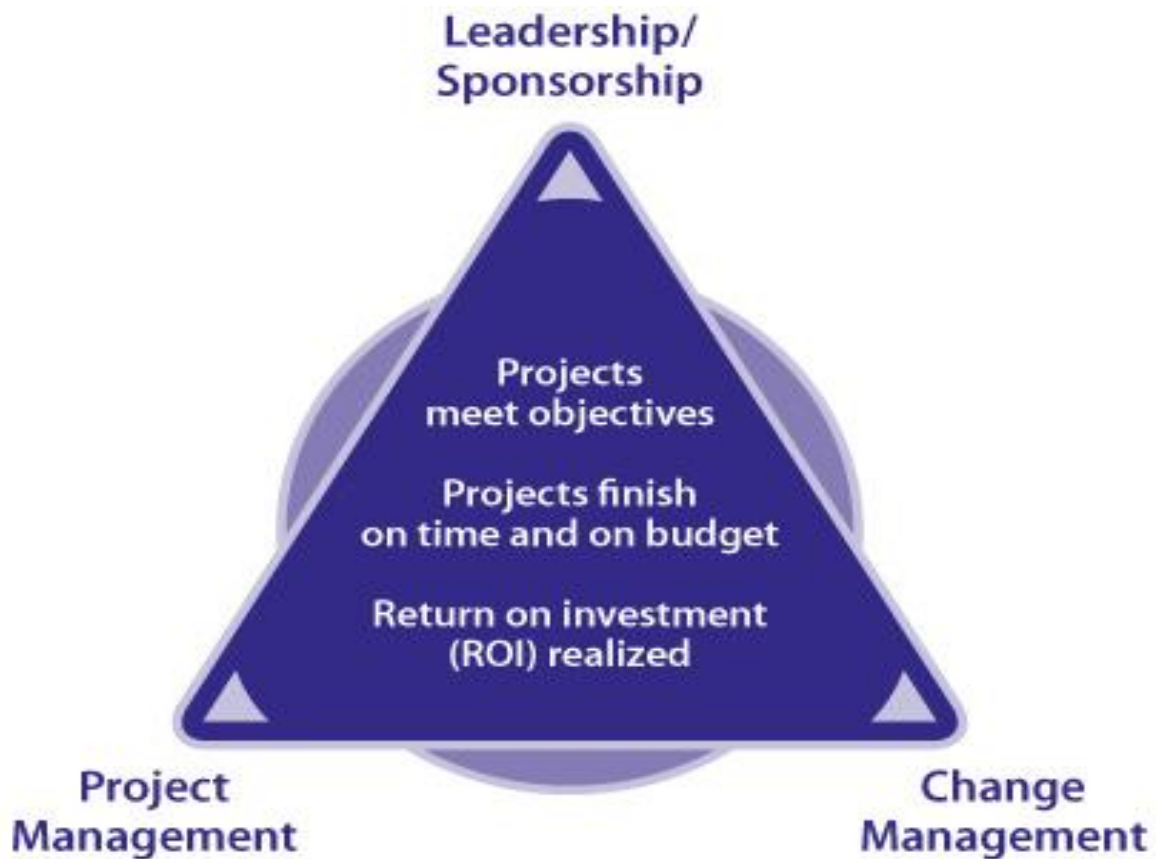 Leadership/
Sponsorship
Projects
meet objectives
Projects finish
on time and on budget
Return on investment
(ROI) realized
Project
Management
Change
Management